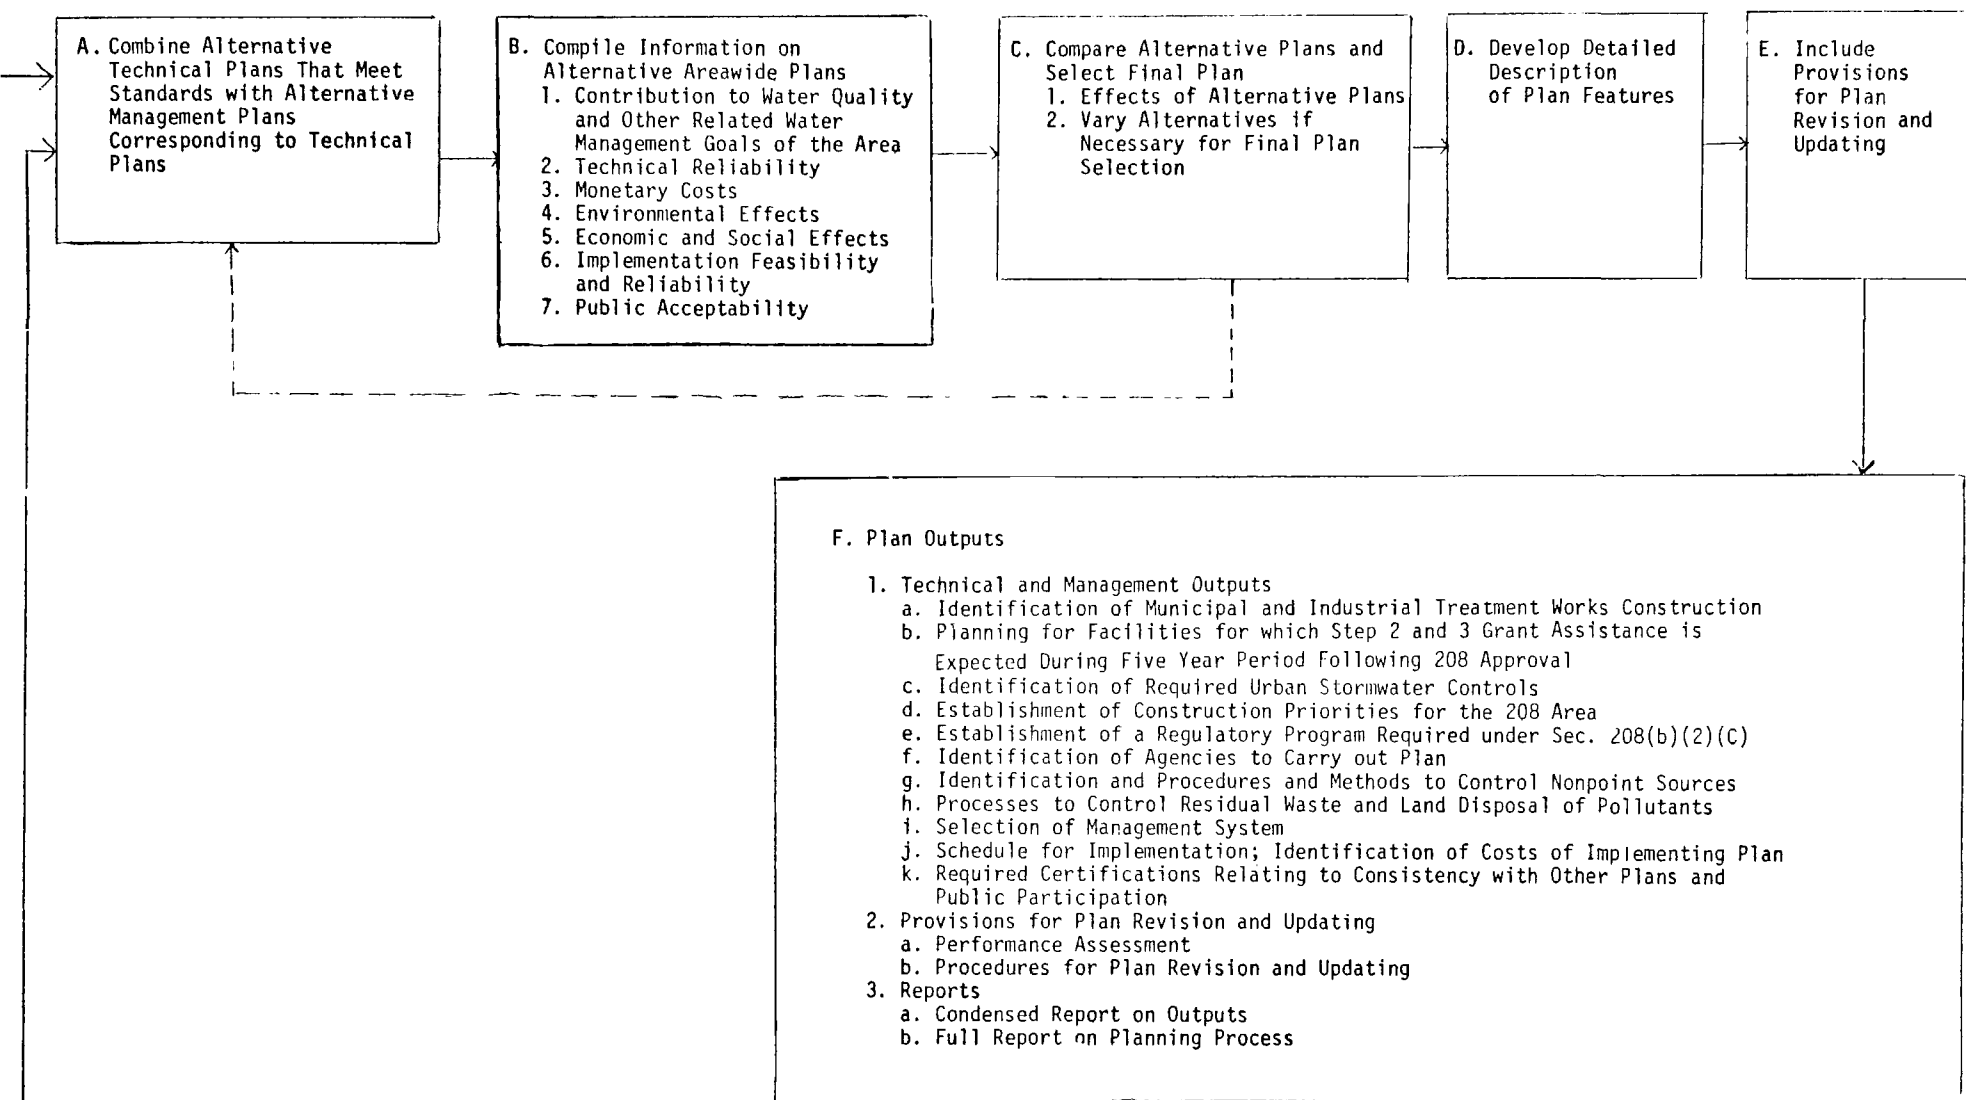 A. Combine Alternative
Technical Plans That Meet
Standards with Alternative
Management Plans
Corresponding to Technical
Plans
B. Compile Information on
Alternative Areawide Plans
1. Contribution to Water Quality
and Other Related Water
Management Goals of the Area
2. Technical Reliability
3. Monetary Costs
4. Environmental Effects
5. Economic and Social Effects
6. Implementation Feasibility
and Reliability
7. Public Acceptability
C. Compare Alternative Plans and
Select Final Plan
1. Effects of Alternative Plans
2. Vary Alternatives if
Necessary for Final Plan
Selection
D. Develop Detailed
Description
of Plan Features
E. Include
Provisions
for Plan
Revision and
Updating
F. Plan Outputs
1. Technical and Management Outputs
a. Identification of Municipal and Industrial Treatment Works Construction
b. Planning for Facilities for which Step 2 and 3 Grant Assistance is
Expected During Five Year Period Following 208 Approval
c. Identification of Required Urban Stormwater Controls
d. Establishment of Construction Priorities for the 208 Area
e. Establishment of a Regulatory Program Required under Sec. 208(b)(2)(C)
f. Identification of Agencies to Carry out Plan
g. Identification and Procedures and Methods to Control Nonpoint Sources
h. Processes to Control Residual Waste and Land Disposal of Pollutants
i. Selection of Management System
j. Schedule for Implementation; Identification of Costs of Implementing Plan
k. Required Certifications Relating to Consistency with Other Plans and
Public Participation
2. Provisions for Plan Revision and Updating
a. Performance Assessment
b. Procedures for Plan Revision and Updating
3. Reports
a. Condensed Report on Outputs
b. Full Report on Planning Process